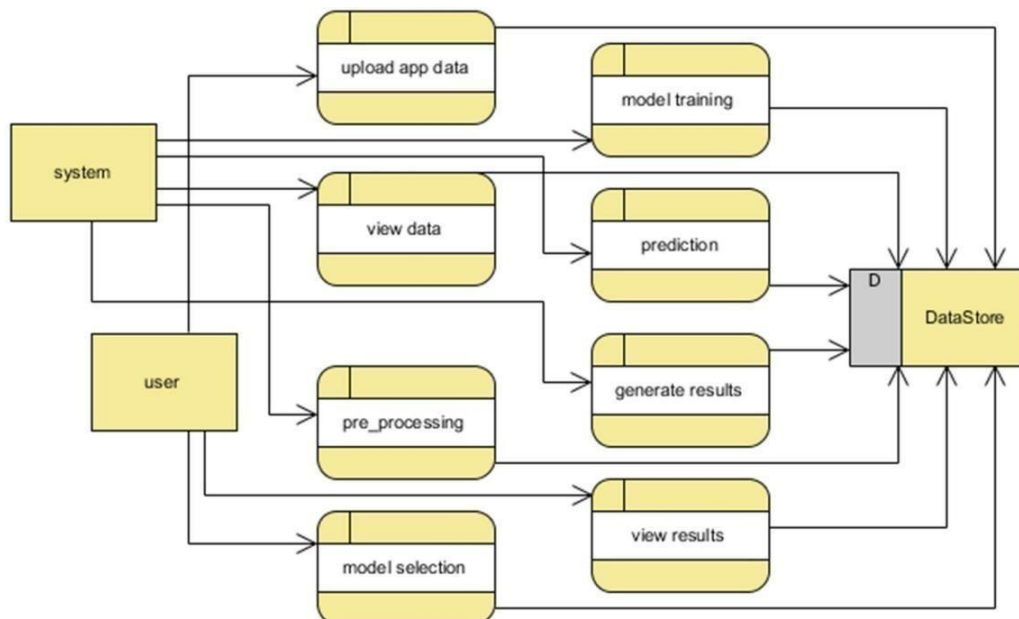 upload app data
model training
system
view data
prediction
D
DataStore
user
generate results
pre_processing
view results
model selection